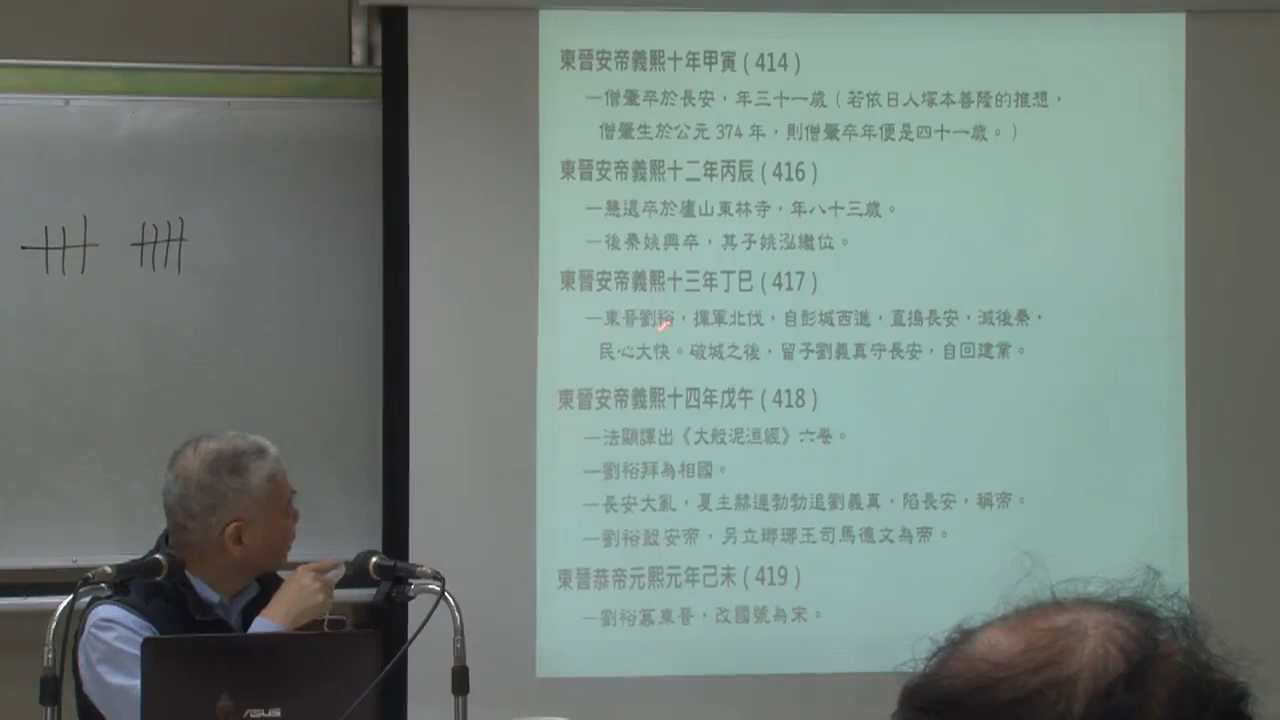 東晉安帝義熙十年甲寅（414）
—僧肇卒於長安，年三十一歲（若依日人塚本善隆的推想，
僧肇生於公元 374 年，則僧肇卒年便是四十一歲。）
東晉安帝義熙十二年丙辰（416）
—慧遠卒於廬山東林寺，年八十三歲。
—後秦姚興卒，其子姚泓繼位。
東晉安帝義熙十三年丁巳（417）
—東晉劉裕，揮軍北伐，自彭城西進，直搗長安，滅後秦，
民心大快。破城之後，留子劉義真守長安，自回建業。
東晉安帝義熙十四年戊午（418）
—法顯譯出《大般泥洹經》六卷。
—劉裕拜為相國。
—長安大亂，夏主赫連勃勃追劉義真，陷長安，稱帝。
—劉裕殺安帝，另立瑯琊王司馬德文為帝。
東晉恭帝元熙元年己未（419）
—劉裕篡東晉，改國號為宋。
ASUS